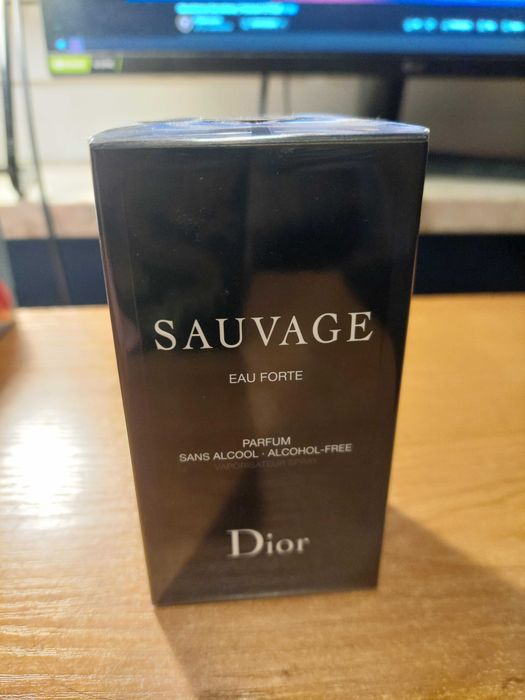 SAUVAGE
EAU FORTE
PARFUM
SANS ALCOOL · ALCOHOL-FREE
VAPORISATEUR SPRAY
Dior